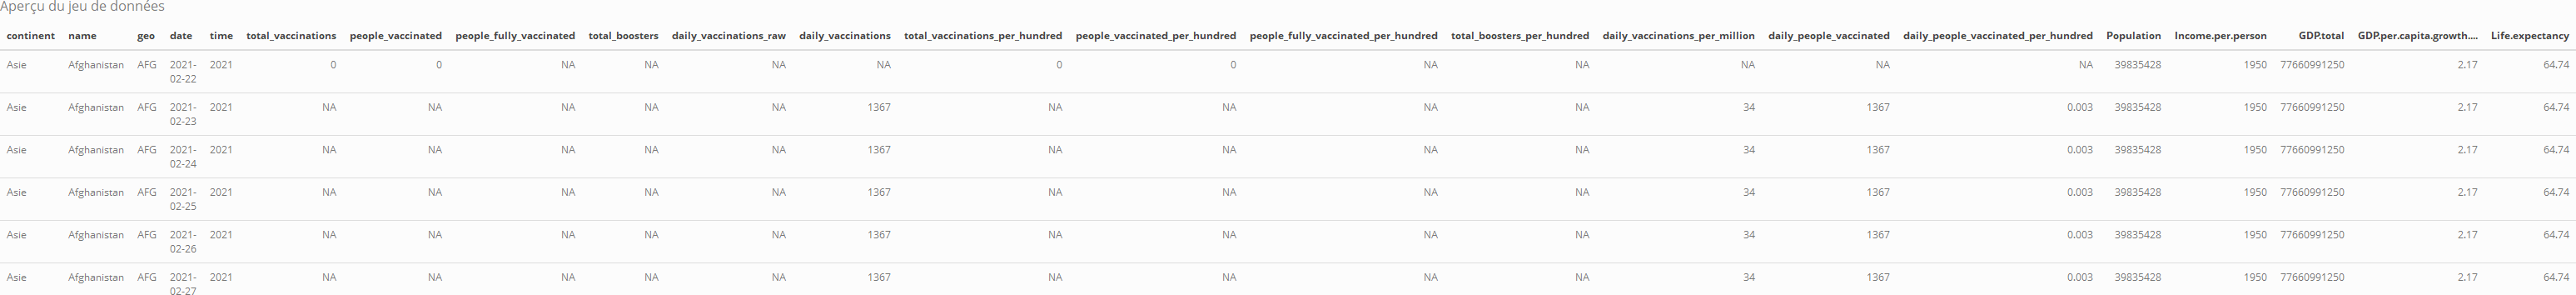 Aperçu du jeu de données
continent name geo date time total_vaccinations people_vaccinated people_fully_vaccinated total_boosters daily_vaccinations_raw daily_vaccinations total_vaccinations_per_hundred people_vaccinated_per_hundred people_fully_vaccinated_per_hundred total_boosters_per_hundred daily_vaccinations_per_million daily_people_vaccinated daily_people_vaccinated_per_hundred Population Income.per.person GDP.total GDP.per.capita.growth.... Life.expectancy
Asie Afghanistan AFG 2021- 2021 0 0 NA NA NA NA 0 0 NA NA NA NA NA 39835428 1950 77660991250 2.17 64.74
02-22
Asie Afghanistan AFG 2021- 2021 NA NA NA NA NA 1367 NA NA NA NA 34 1367 0.003 39835428 1950 77660991250 2.17 64.74
02-23
Asie Afghanistan AFG 2021- 2021 NA NA NA NA NA 1367 NA NA NA NA 34 1367 0.003 39835428 1950 77660991250 2.17 64.74
02-24
Asie Afghanistan AFG 2021- 2021 NA NA NA NA NA 1367 NA NA NA NA 34 1367 0.003 39835428 1950 77660991250 2.17 64.74
02-25
Asie Afghanistan AFG 2021- 2021 NA NA NA NA NA 1367 NA NA NA NA 34 1367 0.003 39835428 1950 77660991250 2.17 64.74
02-26
Asie Afghanistan AFG 2021- 2021 NA NA NA NA NA 1367 NA NA NA NA 34 1367 0.003 39835428 1950 77660991250 2.17 64.74
02-27